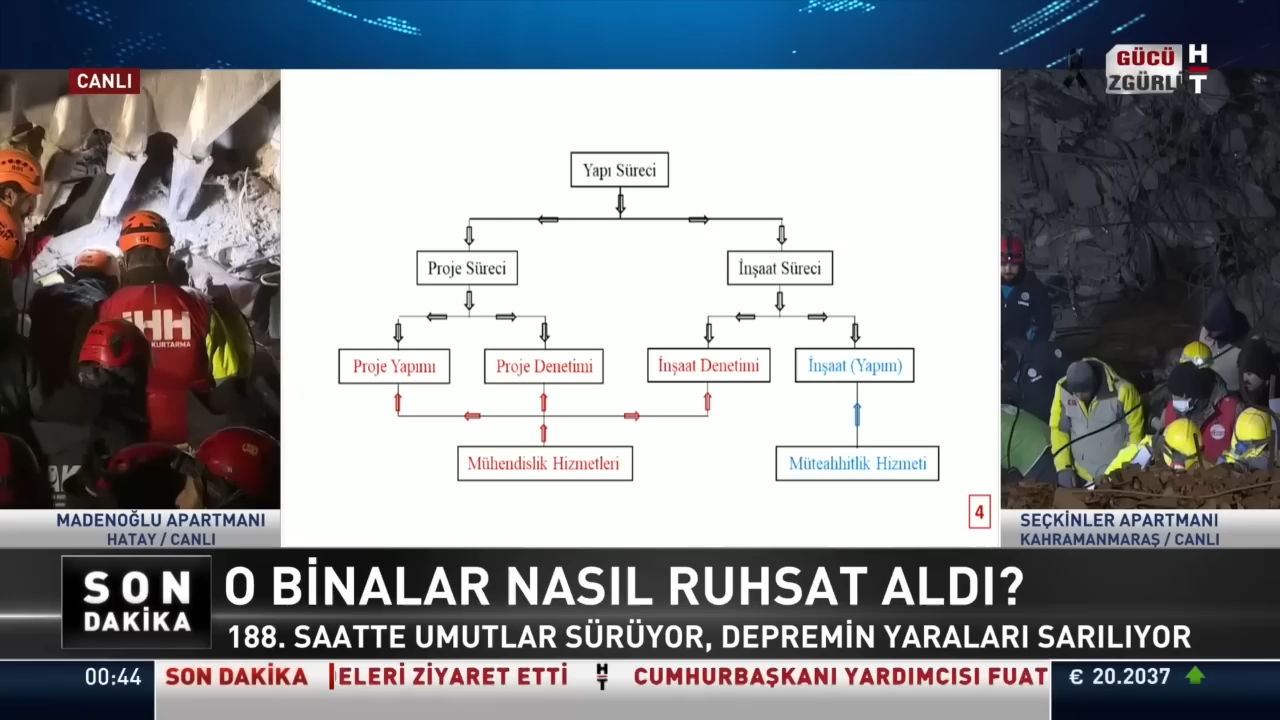 CANLI
GÜCÜ
ZGÜRL
HT
Yapı Süreci
Proje Süreci
İnşaat Süreci
Proje Yapımı
Proje Denetimi
İnşaat Denetimi
İnşaat (Yapım)
Mühendislik Hizmetleri
Müteahhitlik Hizmeti
4
HH
KURTARMA
AK
MADENOĞLU APARTMANI
HATAY / CANLI
SEÇKİNLER APARTMANI
KAHRAMANMARAŞ / CANLI
SON
DAKİKA
O BİNALAR NASIL RUHSAT ALDI?
188. SAATTE UMUTLAR SÜRÜYOR, DEPREMİN YARALARI SARILIYOR
00:44
SON DAKİKA
ELERİ ZİYARET ETTİ HT CUMHURBAŞKANI YARDIMCISI FUAT
€ 20.2037